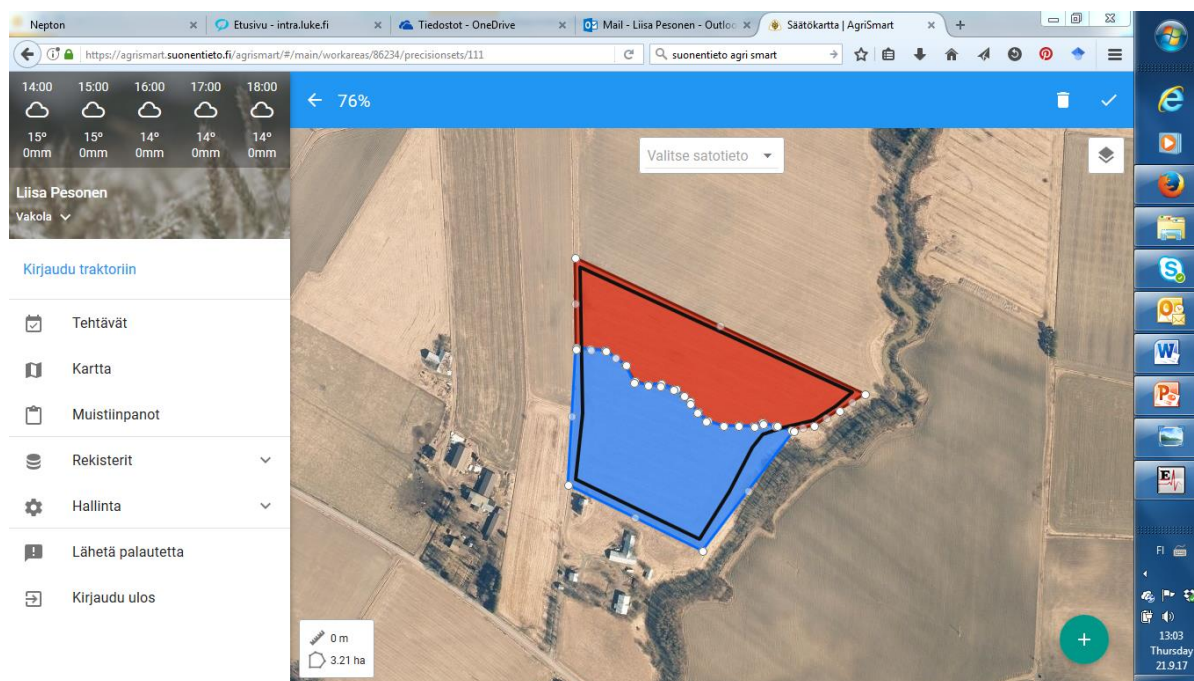 Nepton
Etusivu - intra.luke.fi
Tiedostot - OneDrive
Mail - Liisa Pesonen - Outloo
Säätökartta | AgriSmart
https://agrismart.suonentieto.fi/agrismart/#/main/workareas/86234/precisionsets/111
suonentieto agri smart
14:00 15:00 16:00 17:00 18:00
15° 15° 14° 14° 14°
0mm 0mm 0mm 0mm 0mm
Liisa Pesonen
Vakola
Kirjaudu traktoriin
Tehtävät
Kartta
Muistiinpanot
Rekisterit
Hallinta
Lähetä palautetta
Kirjaudu ulos
76%
Valitse satotieto
0 m
3.21 ha
FI
13:03
Thursday
21.9.17